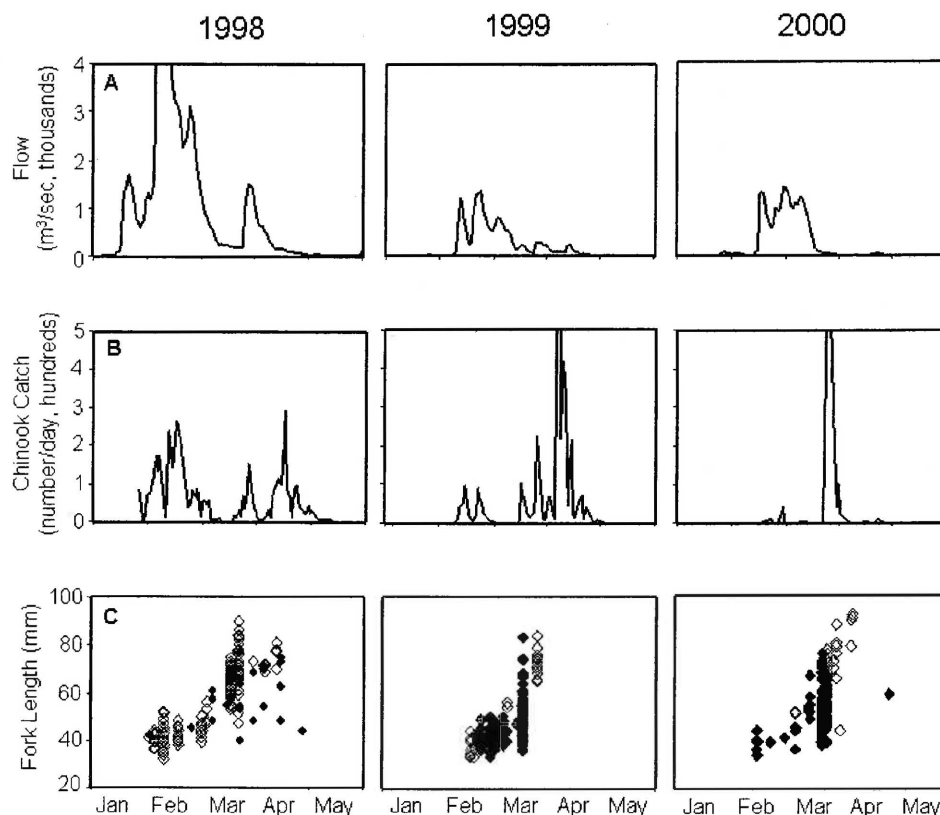 1998 1999 2000
A
Flow
(m³/sec, thousands)
4
3
2
1
0
B
Chinook Catch
(number/day, hundreds)
5
4
3
2
1
0
C
Fork Length (mm)
100
80
60
40
20
Jan Feb Mar Apr May Jan Feb Mar Apr May Jan Feb Mar Apr May